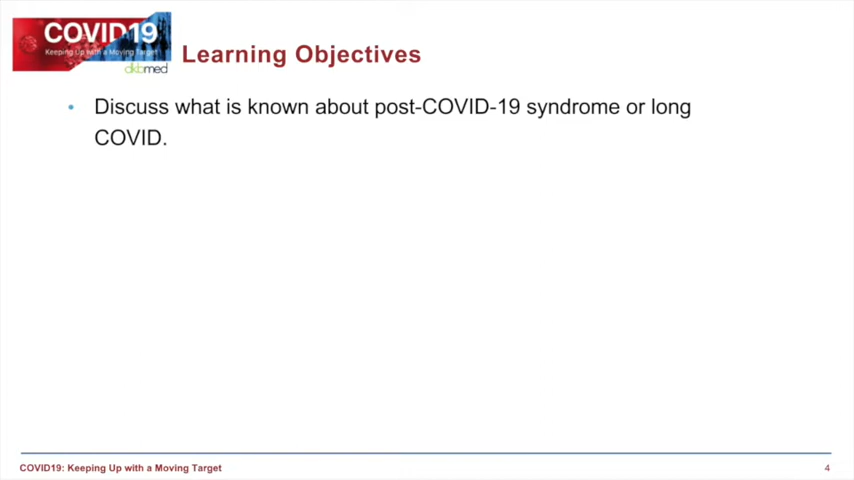 COVID19
Keeping Up with a Moving Target
dkbmed
Learning Objectives
• Discuss what is known about post-COVID-19 syndrome or long
COVID.
COVID19: Keeping Up with a Moving Target
4